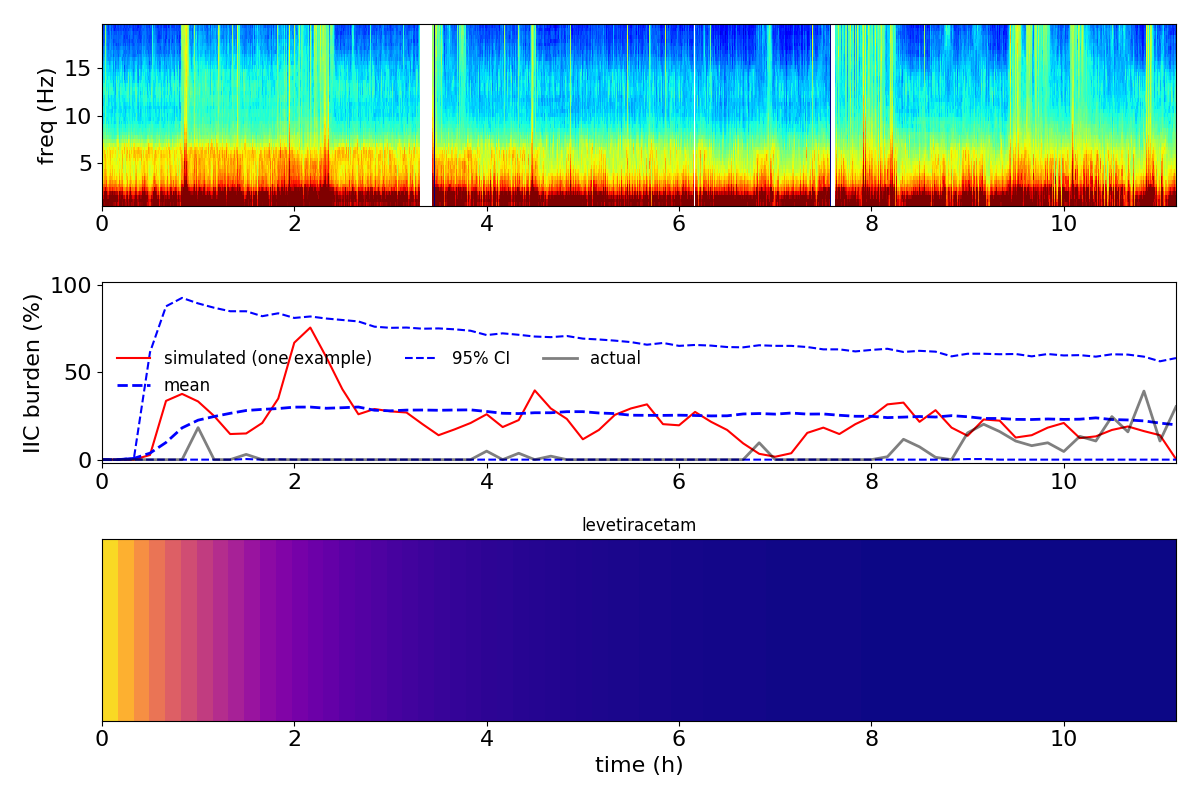 freq (Hz)
15
10
5
0 2 4 6 8 10
IIC burden (%)
100
50
0
simulated (one example) 95% CI actual
mean
0 2 4 6 8 10
levetiracetam
0 2 4 6 8 10
time (h)